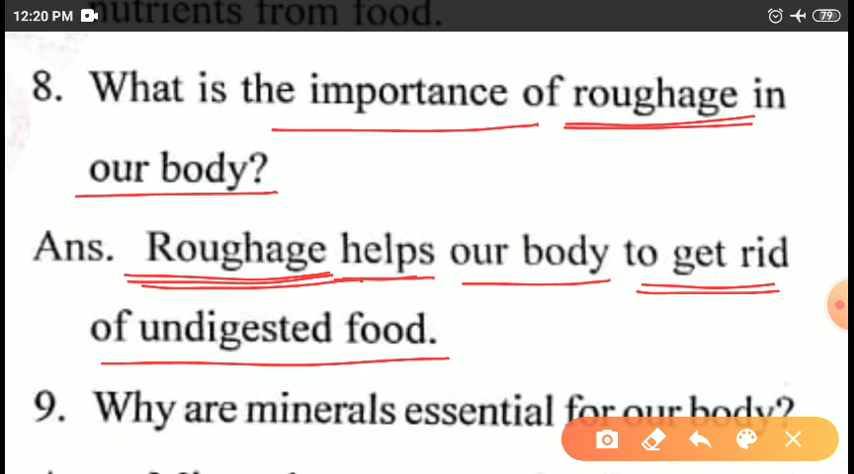 12:20 PM
79
nutrients from food.
8. What is the importance of roughage in
our body?
Ans. Roughage helps our body to get rid
of undigested food.
9. Why are minerals essential for our body?